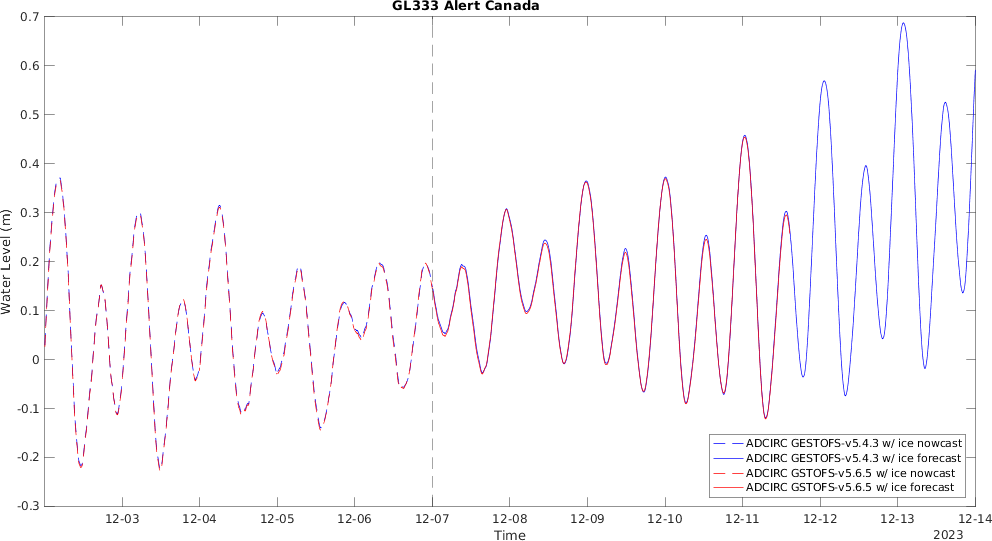 GL333 Alert Canada
0.7
0.6
0.5
0.4
0.3
0.2
0.1
0
-0.1
-0.2
-0.3
Water Level (m)
12-03 12-04 12-05 12-06 12-07 12-08 12-09 12-10 12-11 12-12 12-13 12-14
Time
2023
ADCIRC GESTOFS-v5.4.3 w/ ice nowcast
ADCIRC GESTOFS-v5.4.3 w/ ice forecast
ADCIRC GSTOFS-v5.6.5 w/ ice nowcast
ADCIRC GSTOFS-v5.6.5 w/ ice forecast